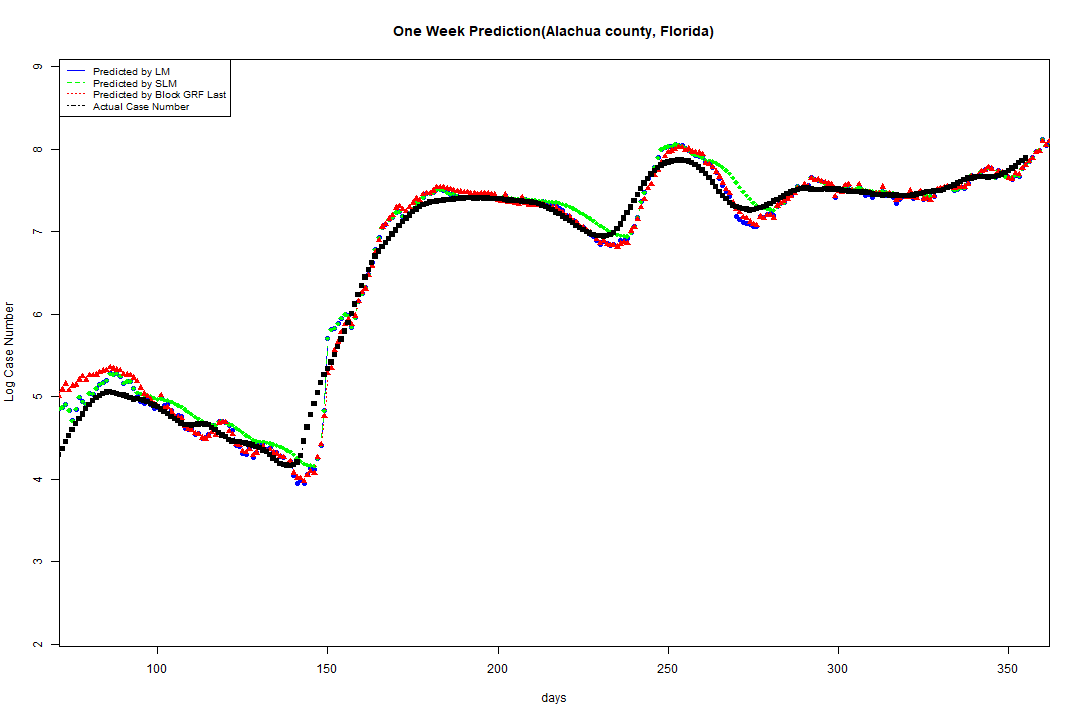 One Week Prediction(Alachua county, Florida)
Predicted by LM
Predicted by SLM
Predicted by Block GRF Last
Actual Case Number
9
8
7
6
5
4
3
2
Log Case Number
100 150 200 250 300 350
days